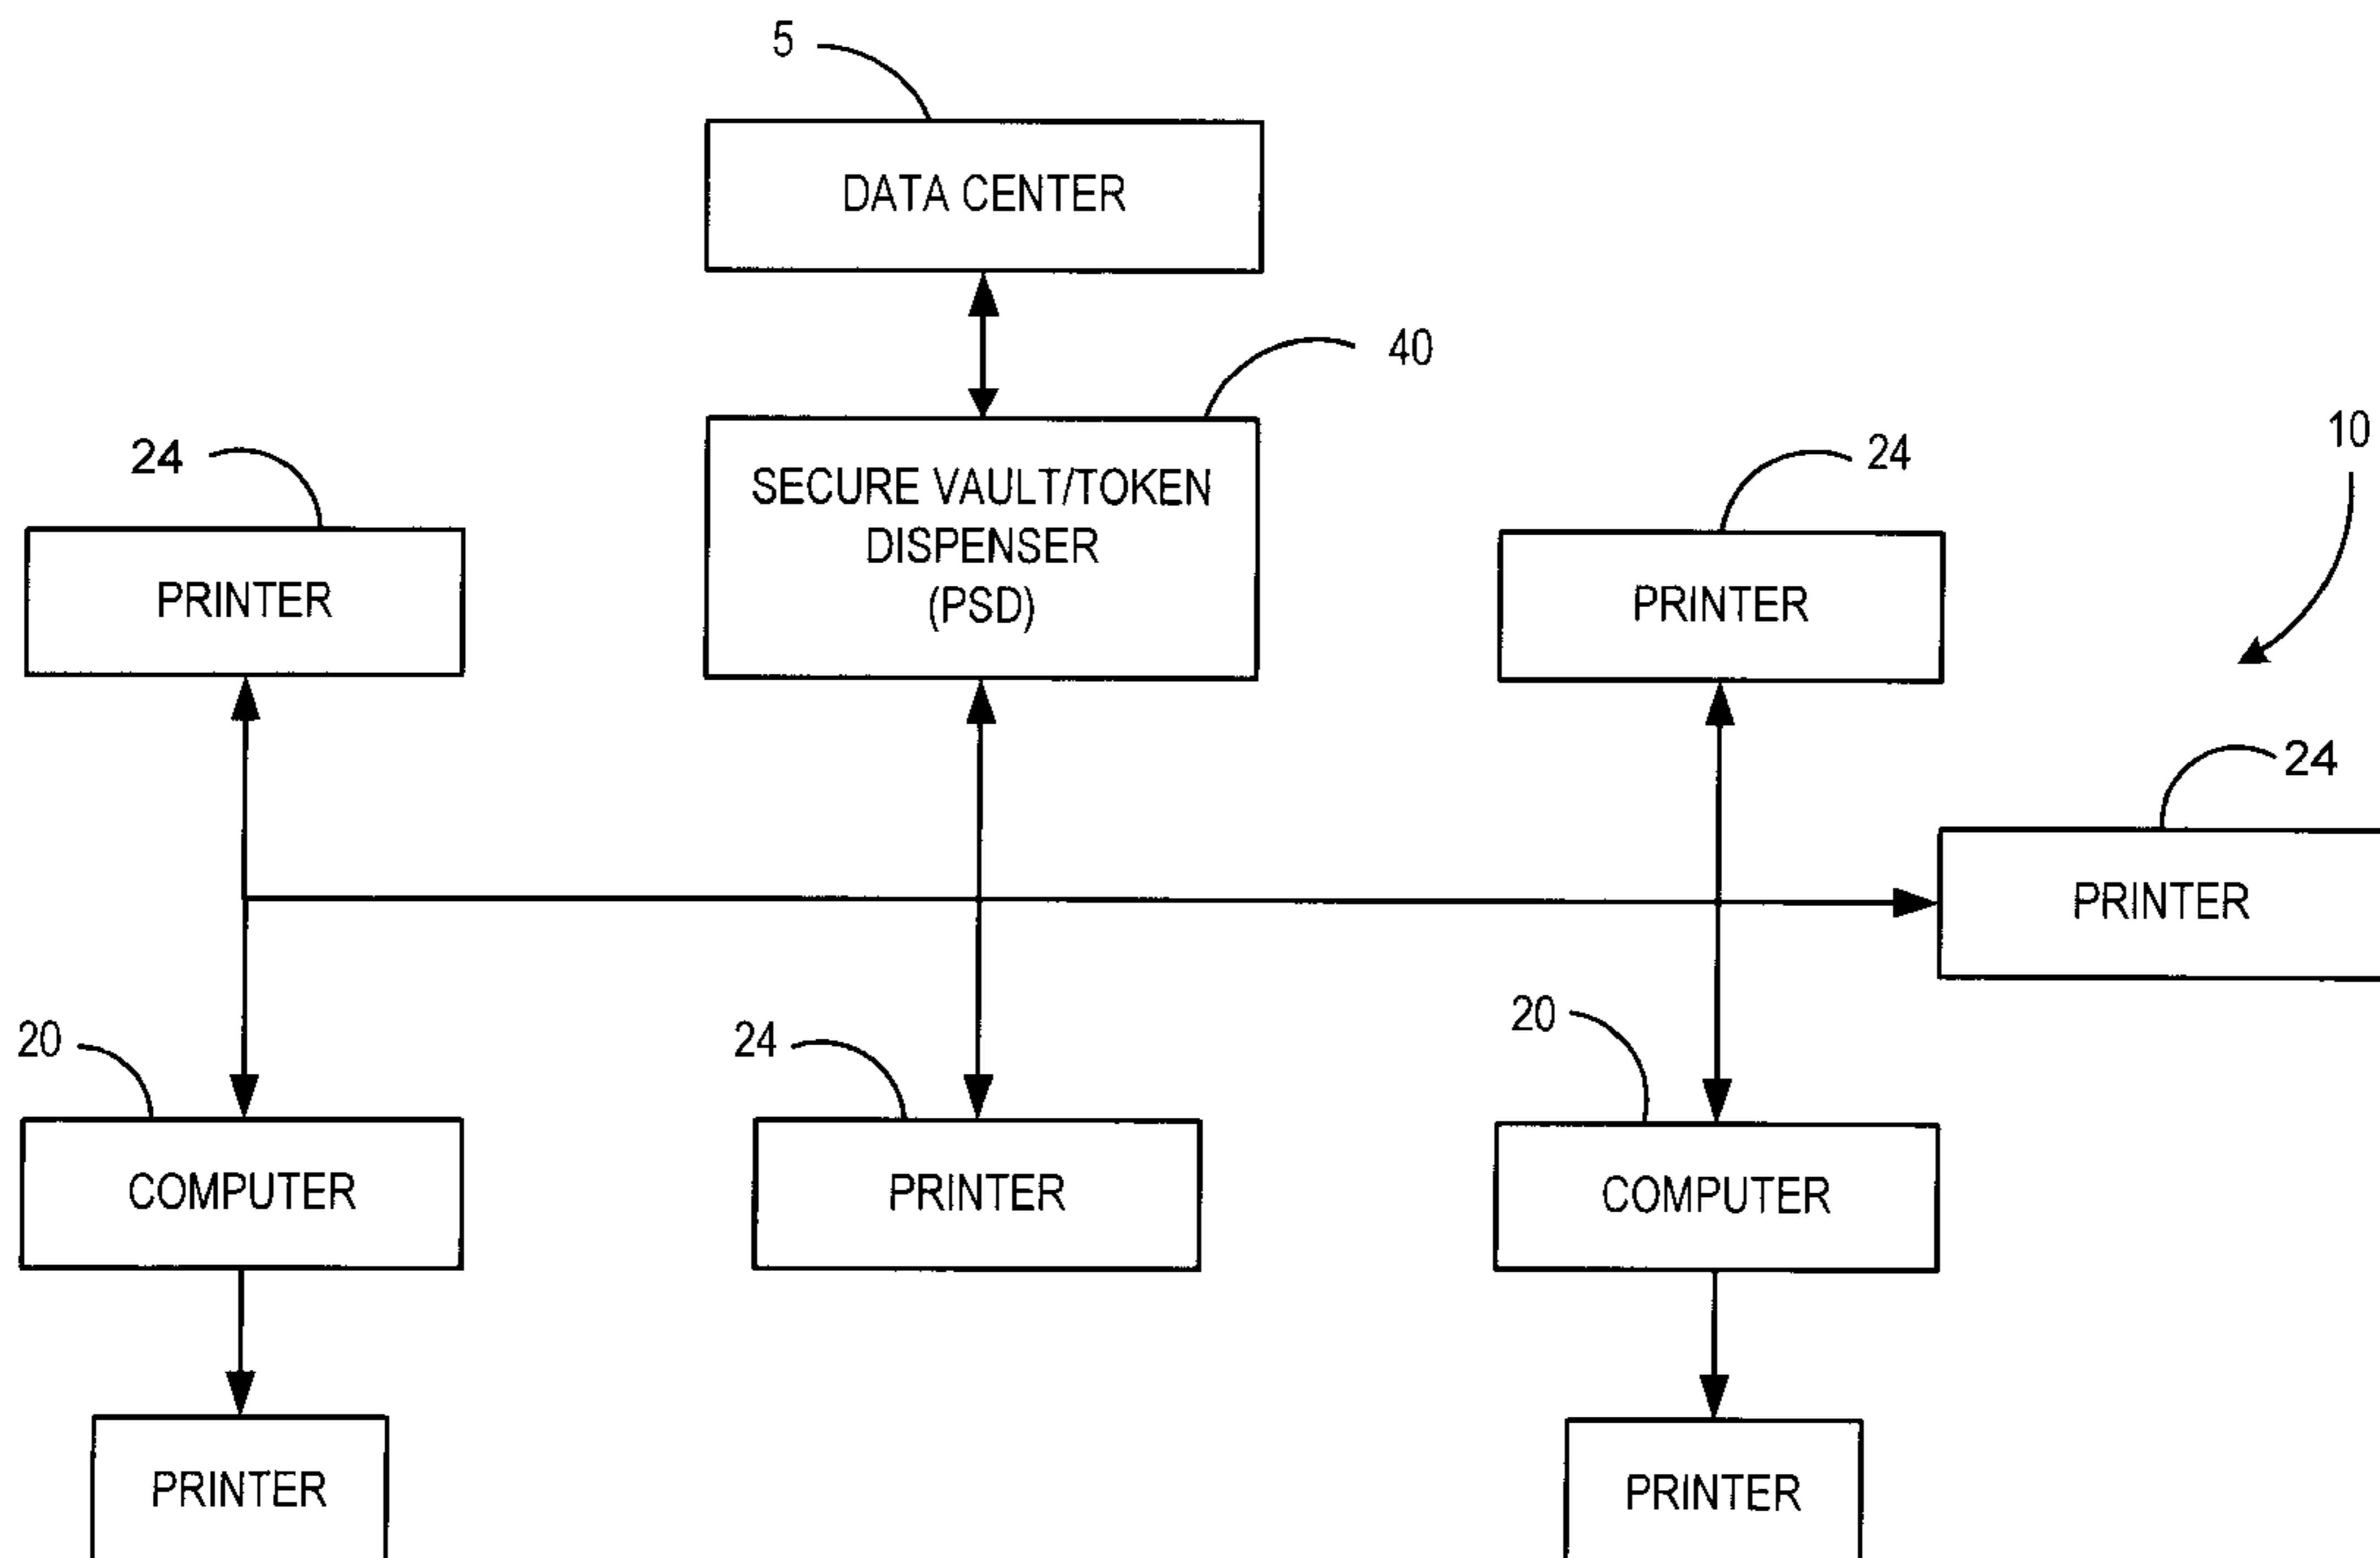 5
DATA CENTER
40
SECURE VAULT/TOKEN
DISPENSER
(PSD)
24
PRINTER
24
PRINTER
10
24
PRINTER
20
COMPUTER
24
PRINTER
20
COMPUTER
PRINTER
PRINTER